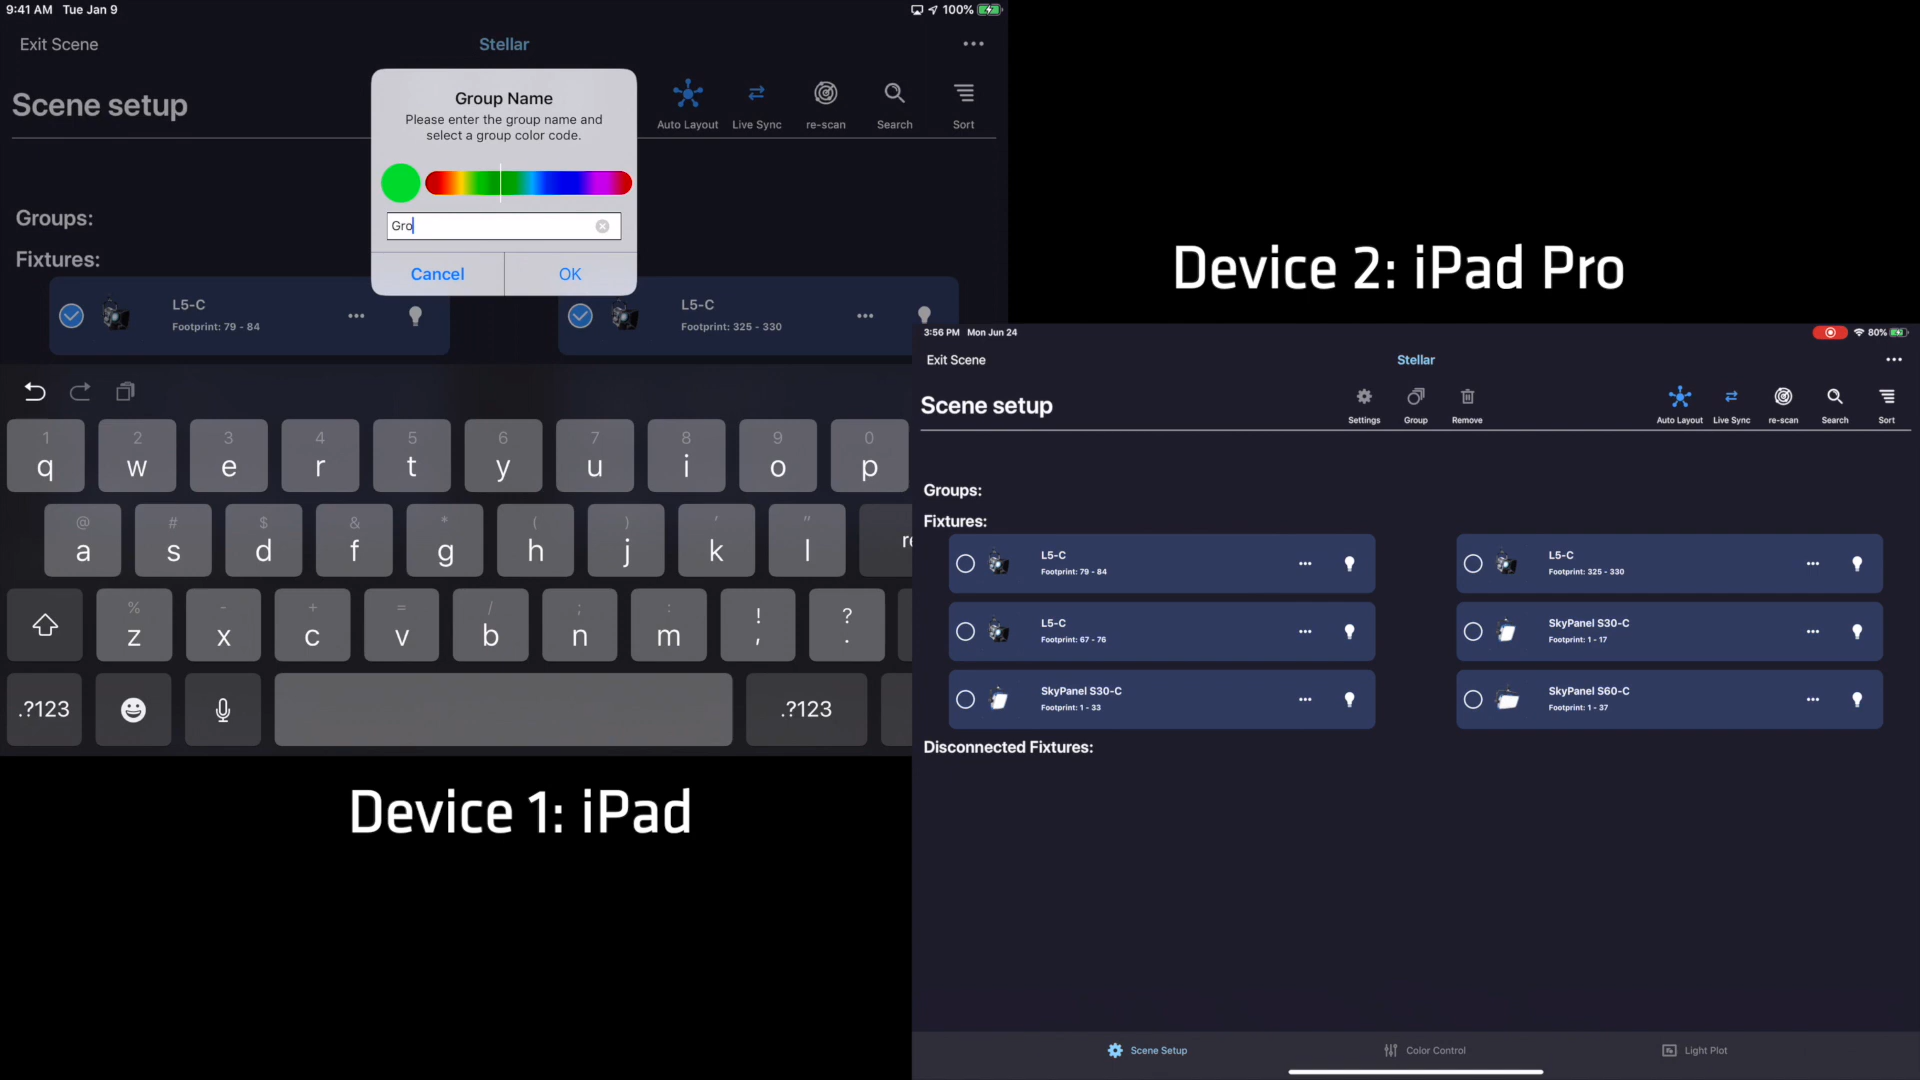 9:41 AM Tue Jan 9
100%
Exit Scene
Stellar
Scene setup
Auto Layout
Live Sync
re-scan
Search
Sort
Group Name
Please enter the group name and
select a group color code.
Gro
Cancel
OK
Groups:
Fixtures:
L5-C
Footprint: 79 - 84
L5-C
Footprint: 325 - 330
1 2 3 4 5 6 7 8 9 0
q w e r t y u i o p
@ # $ & * ( ) ' "
a s d f g h j k l re
% - + = / ; : ! ?
z x c v b n m , .
.?123
.?123
Device 1: iPad
Device 2: iPad Pro
3:56 PM Mon Jun 24
80%
Exit Scene
Stellar
Scene setup
Settings
Group
Remove
Auto Layout
Live Sync
re-scan
Search
Sort
Groups:
Fixtures:
L5-C
Footprint: 79 - 84
L5-C
Footprint: 325 - 330
L5-C
Footprint: 67 - 76
SkyPanel S30-C
Footprint: 1 - 17
SkyPanel S30-C
Footprint: 1 - 33
SkyPanel S60-C
Footprint: 1 - 37
Disconnected Fixtures:
Scene Setup
Color Control
Light Plot